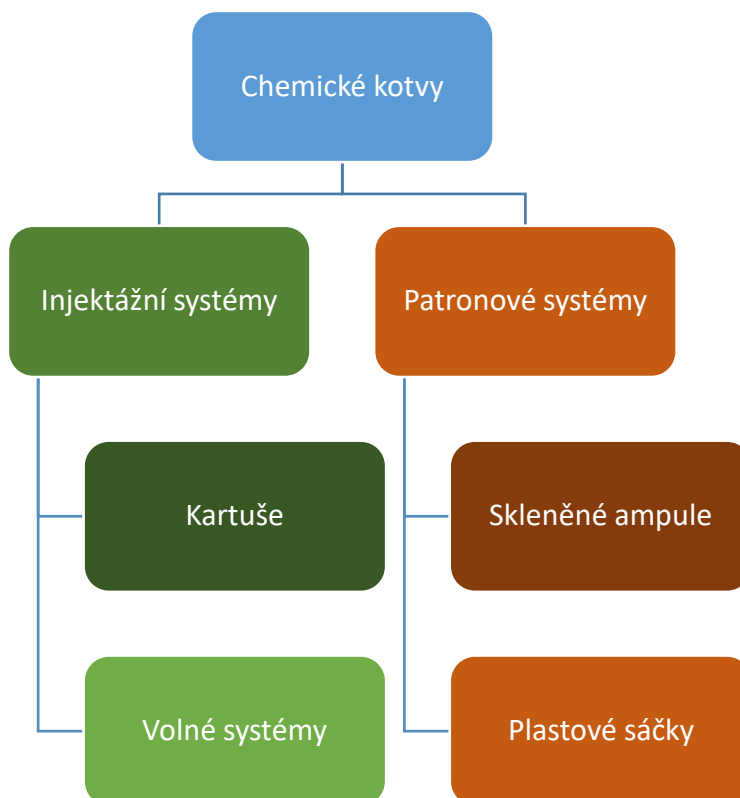 Chemické kotvy
Injektážní systémy
Patronové systémy
Kartuše
Skleněné ampule
Volné systémy
Plastové sáčky